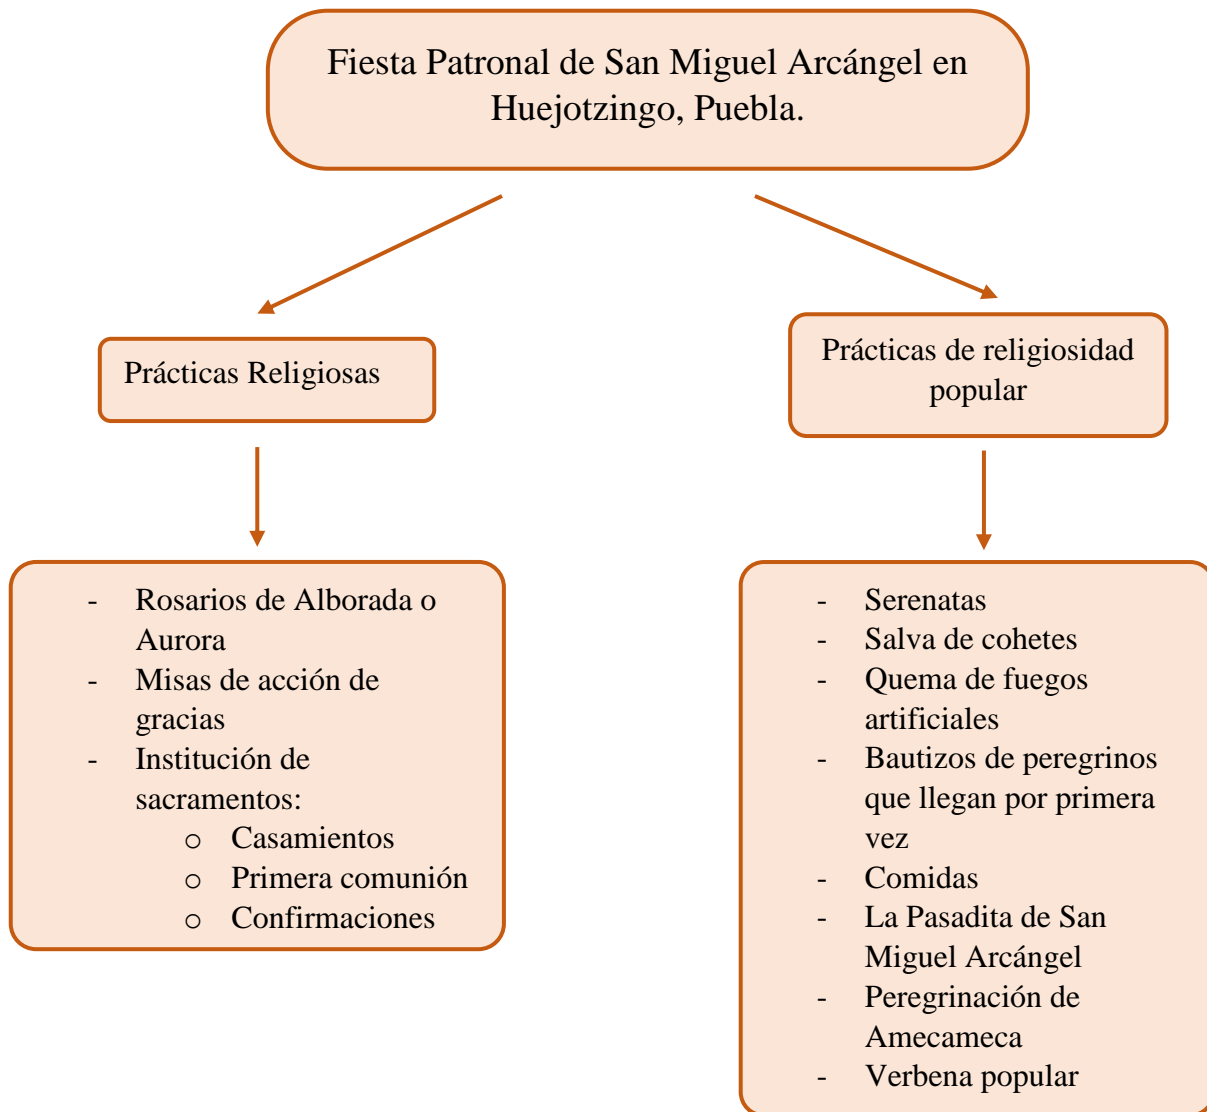 Fiesta Patronal de San Miguel Arcángel en
Huejotzingo, Puebla.
Prácticas Religiosas
Prácticas de religiosidad
popular
- Rosarios de Alborada o
Aurora
- Misas de acción de
gracias
- Institución de
sacramentos:
o Casamientos
o Primera comunión
o Confirmaciones
- Serenatas
- Salva de cohetes
- Quema de fuegos
artificiales
- Bautizos de peregrinos
que llegan por primera
vez
- Comidas
- La Pasadita de San
Miguel Arcángel
- Peregrinación de
Amecameca
- Verbena popular